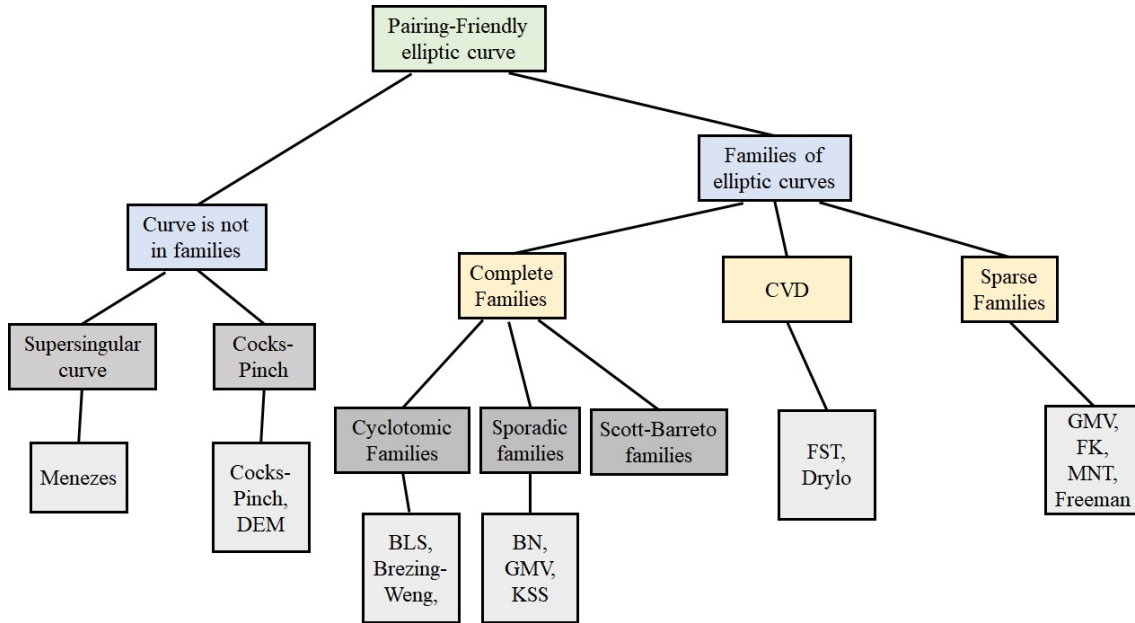 Pairing-Friendly
elliptic curve
Families of
elliptic curves
Curve is not
in families
Complete
Families
CVD
Sparse
Families
Supersingular
curve
Cocks-
Pinch
Cyclotomic
Families
Sporadic
families
Scott-Barreto
families
Menezes
Cocks-
Pinch,
DEM
FST,
Drylo
GMV,
FK,
MNT,
Freeman
BLS,
Brezing-
Weng,
BN,
GMV,
KSS